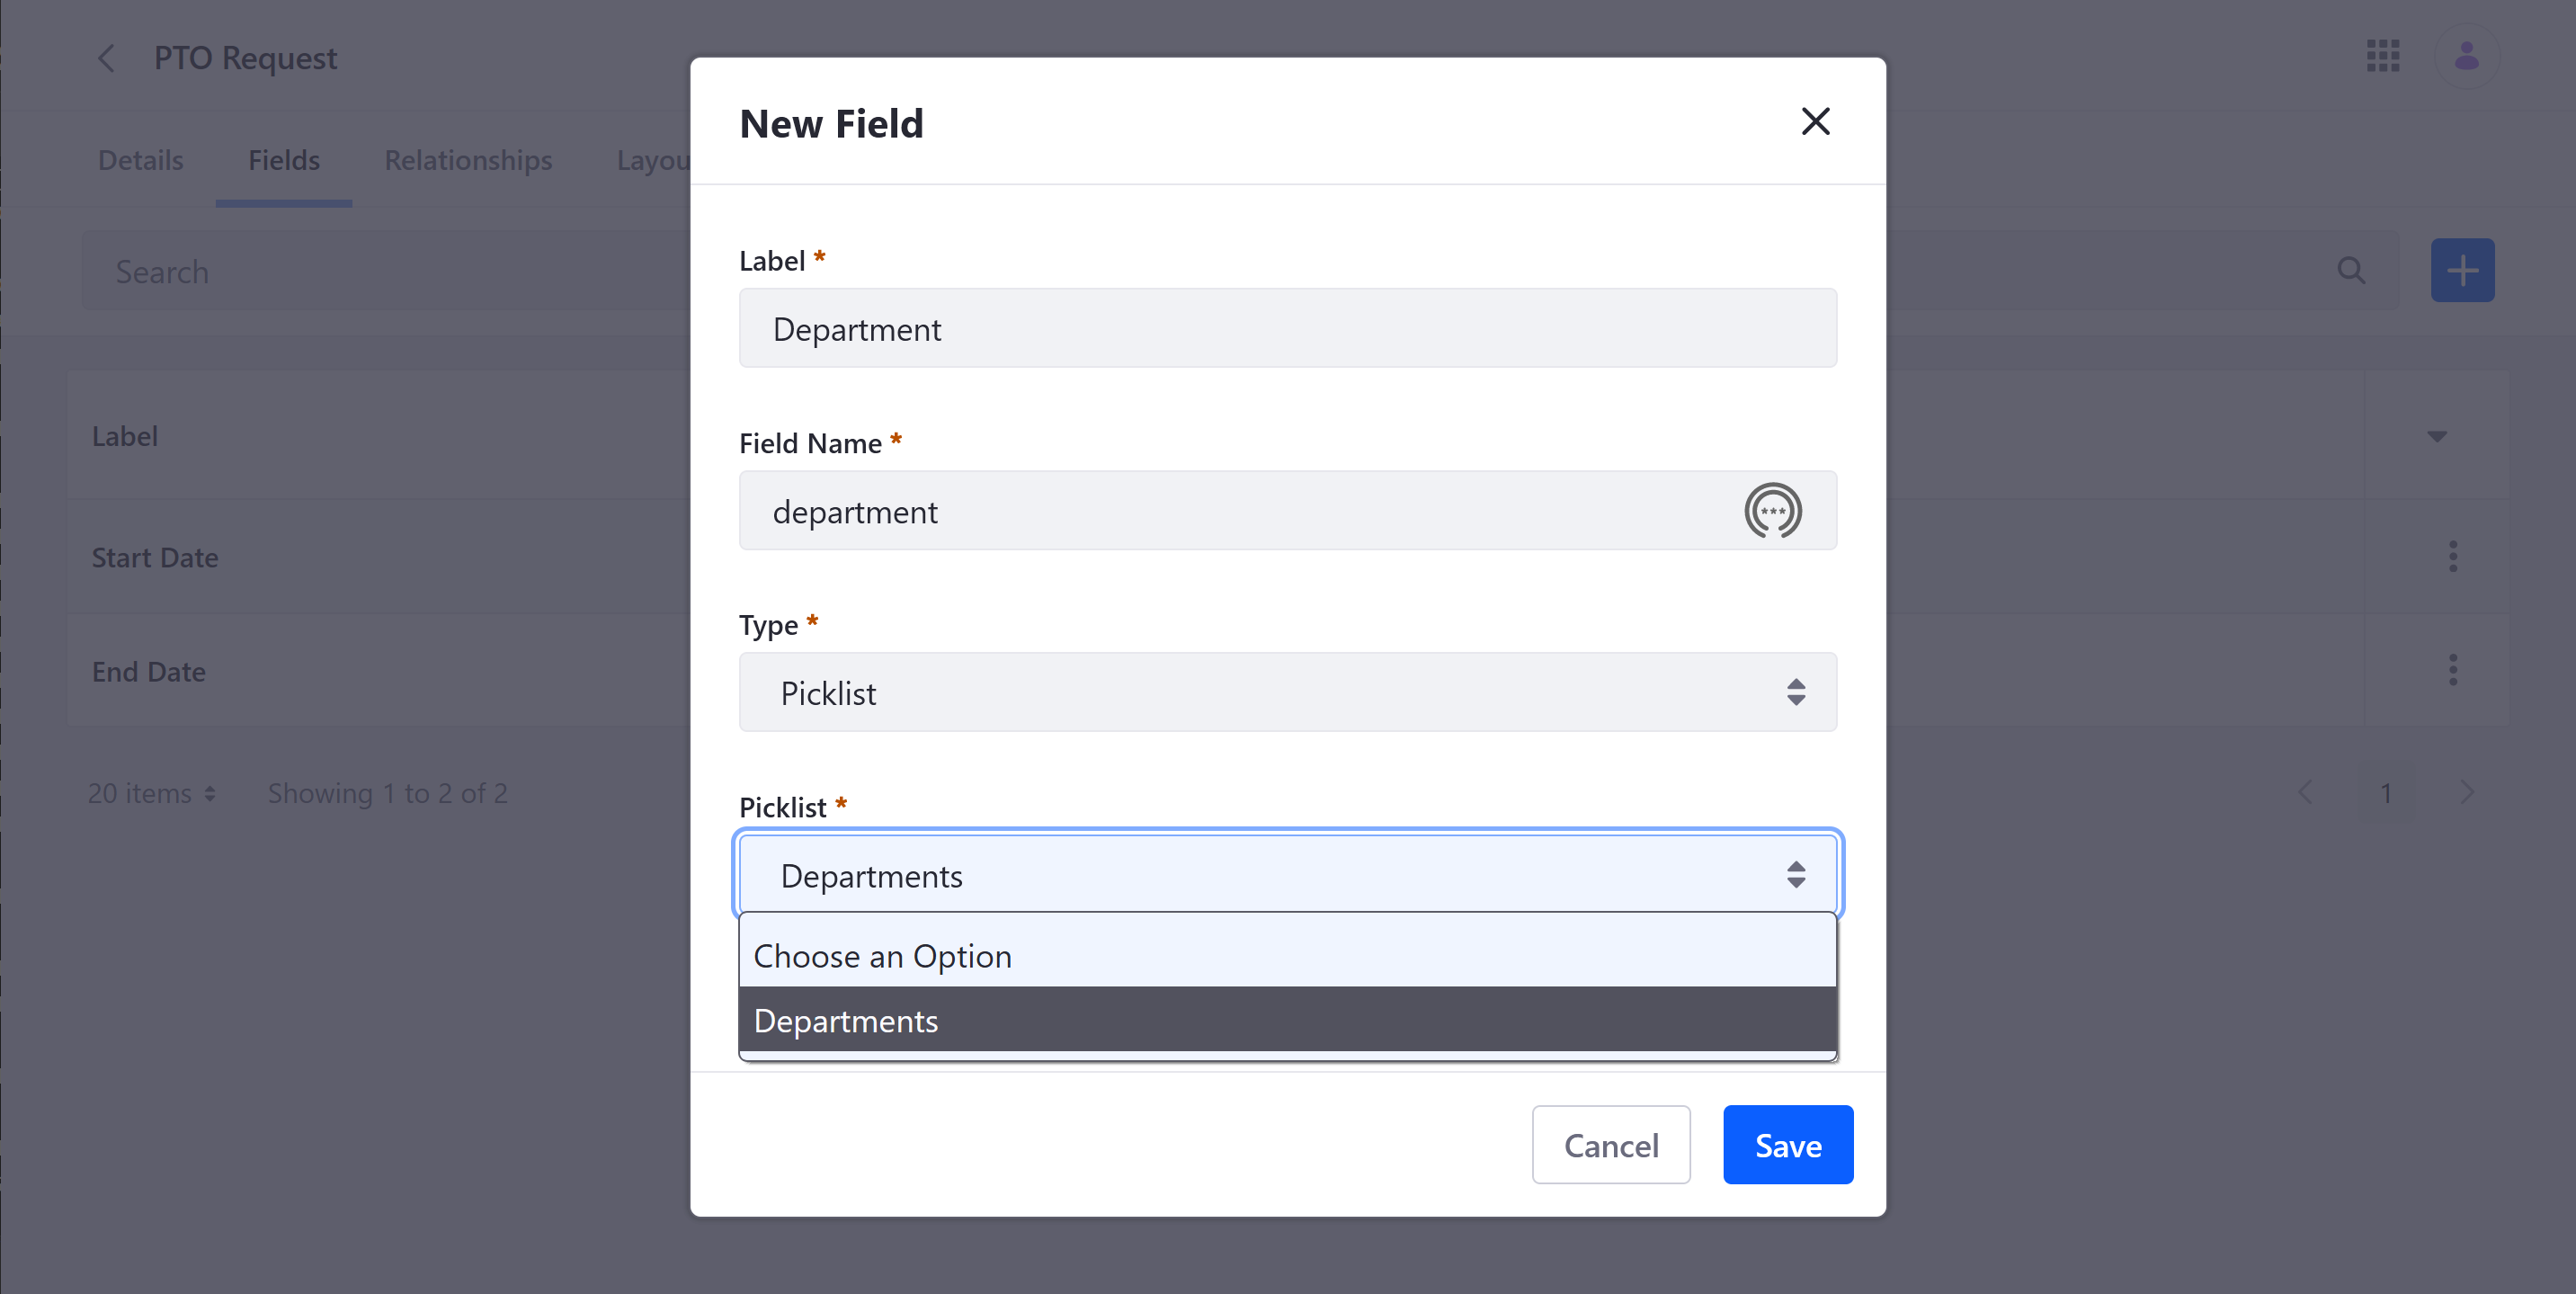 PTO Request
Details Fields Relationships Layou
Search
Label
Start Date
End Date
20 items Showing 1 to 2 of 2
1
New Field
Label *
Department
Field Name *
department
Type *
Picklist
Picklist *
Departments
Choose an Option
Departments
Cancel Save